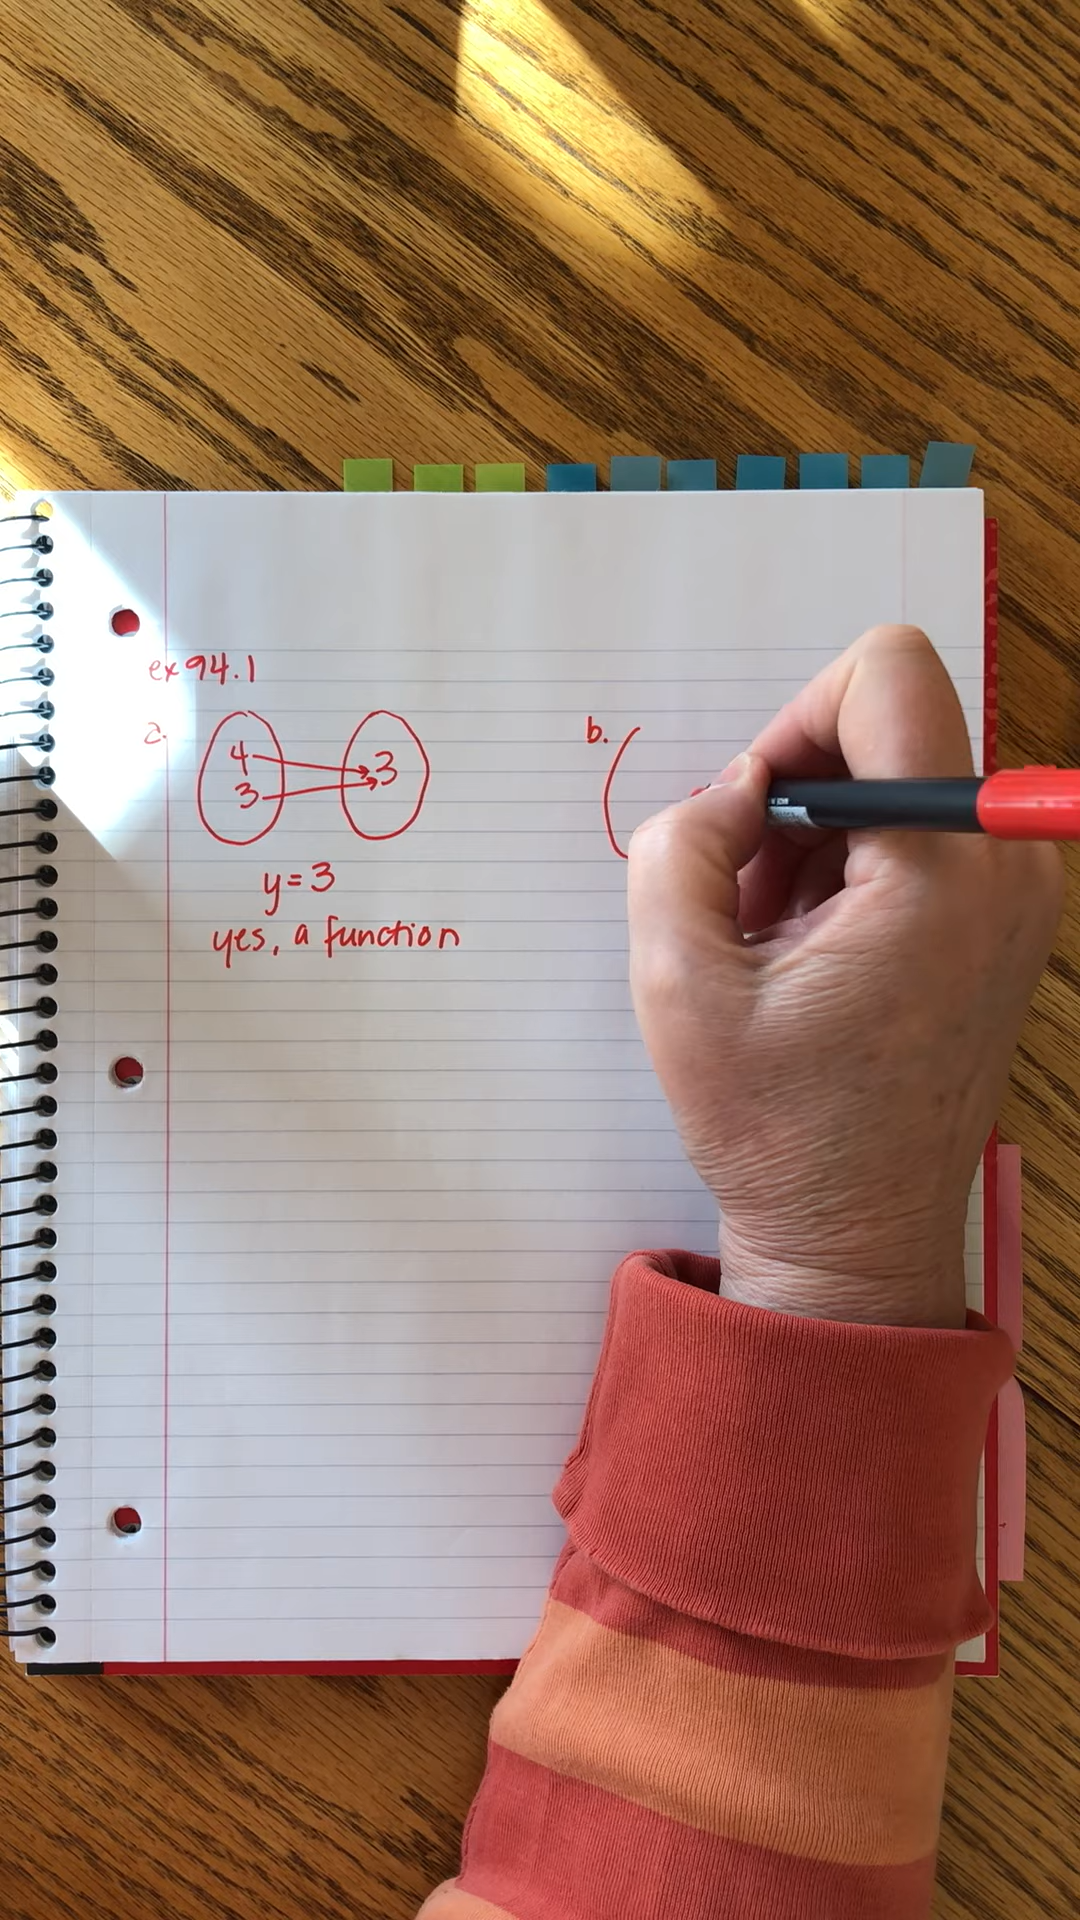 ex 94.1
a.
4 3
3
y=3
yes, a function
b.